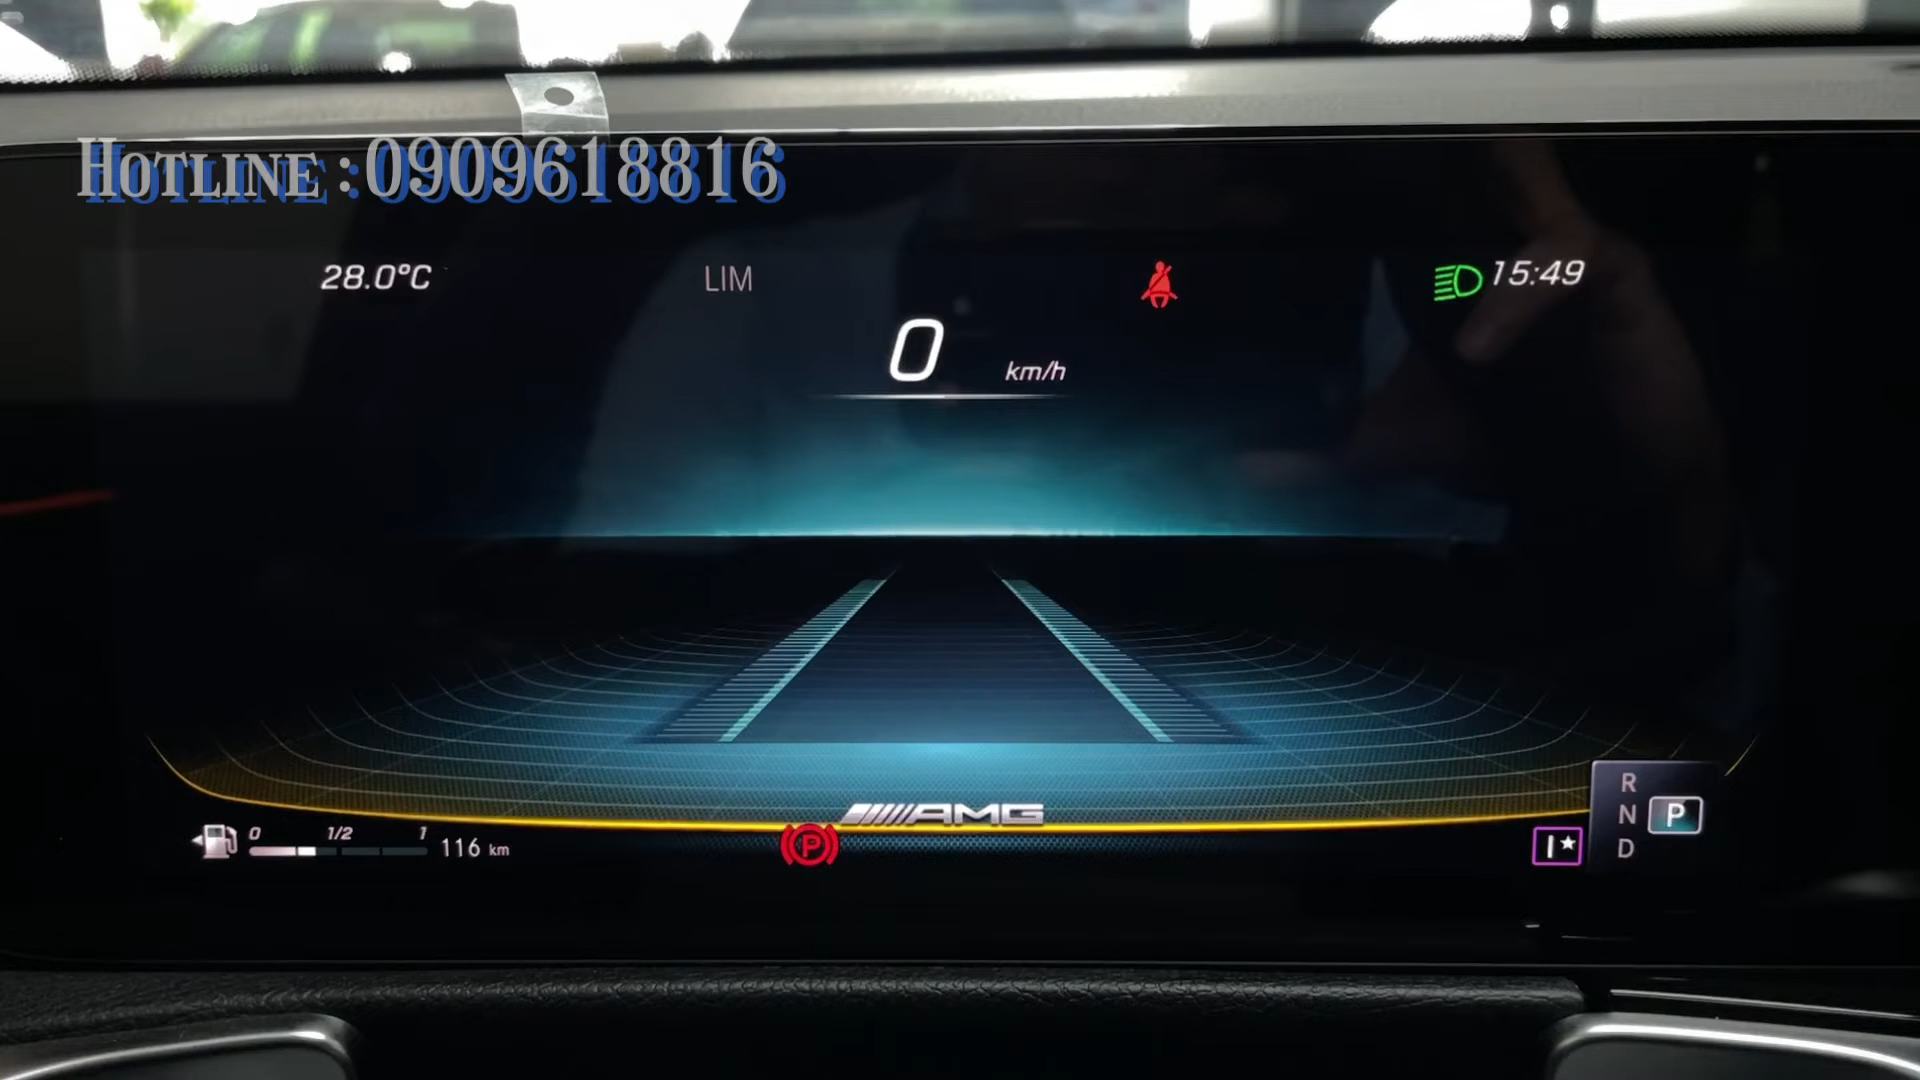 HOTLINE :0909618816
28.0°C LIM 15:49
0 km/h
AMG
0 1/2 1 116 km
P
I★
R
N P
D